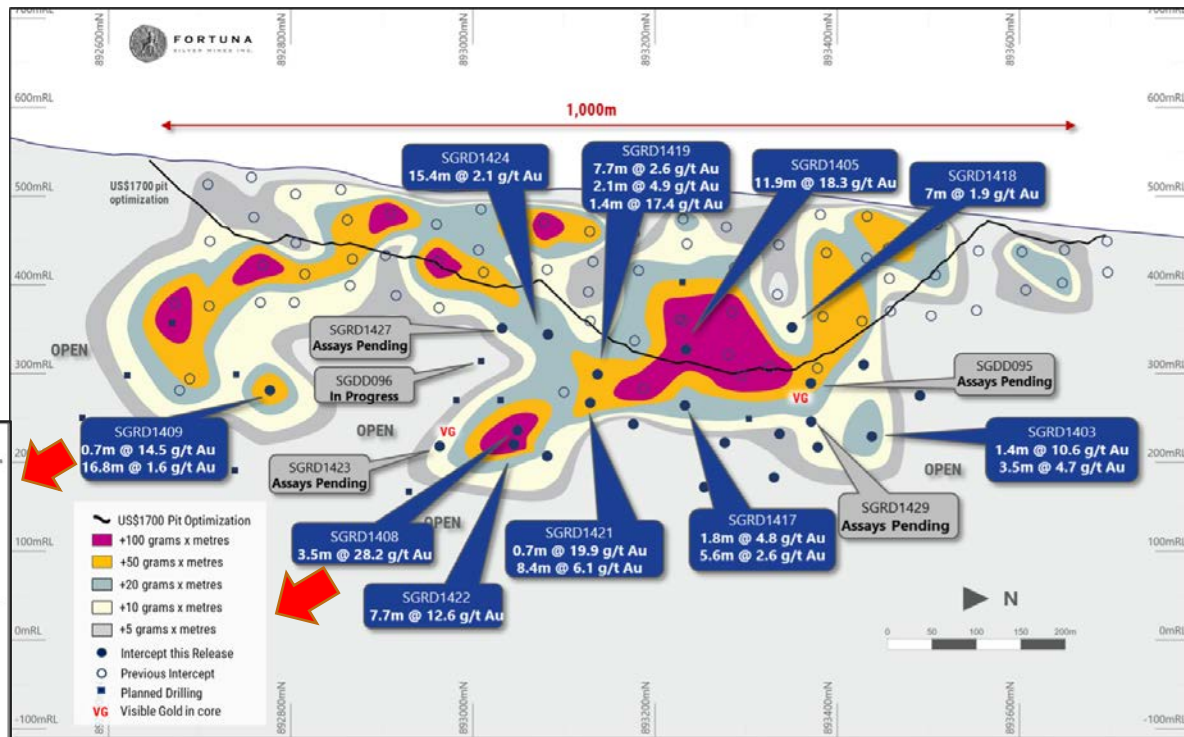 700mRL
700mRL
892600mN
892800mN
893000mN
893200mN
893400mN
893600mN
FORTUNA
SILVER MINES INC.
600mRL
600mRL
1,000m
US$1700 pit
optimization
SGRD1424
15.4m @ 2.1 g/t Au
SGRD1419
7.7m @ 2.6 g/t Au
2.1m @ 4.9 g/t Au
1.4m @ 17.4 g/t Au
SGRD1405
11.9m @ 18.3 g/t Au
SGRD1418
7m @ 1.9 g/t Au
500mRL
500mRL
400mRL
400mRL
SGRD1427
Assays Pending
OPEN
300mRL
300mRL
SGDD096
In Progress
SGDD095
Assays Pending
VG
VG
SGRD1409
0.7m @ 14.5 g/t Au
16.8m @ 1.6 g/t Au
OPEN
SGRD1423
Assays Pending
SGRD1403
1.4m @ 10.6 g/t Au
3.5m @ 4.7 g/t Au
200mRL
OPEN
OPEN
SGRD1429
Assays Pending
SGRD1408
3.5m @ 28.2 g/t Au
SGRD1421
0.7m @ 19.9 g/t Au
8.4m @ 6.1 g/t Au
SGRD1417
1.8m @ 4.8 g/t Au
5.6m @ 2.6 g/t Au
SGRD1422
7.7m @ 12.6 g/t Au
100mRL
100mRL
US$1700 Pit Optimization
+100 grams x metres
+50 grams x metres
+20 grams x metres
+10 grams x metres
+5 grams x metres
Intercept this Release
Previous Intercept
Planned Drilling
VG Visible Gold in core
N
0 50 100 150 200m
0mRL
0mRL
892800mN
893000mN
893200mN
893400mN
893600mN
-100mRL
-100mRL